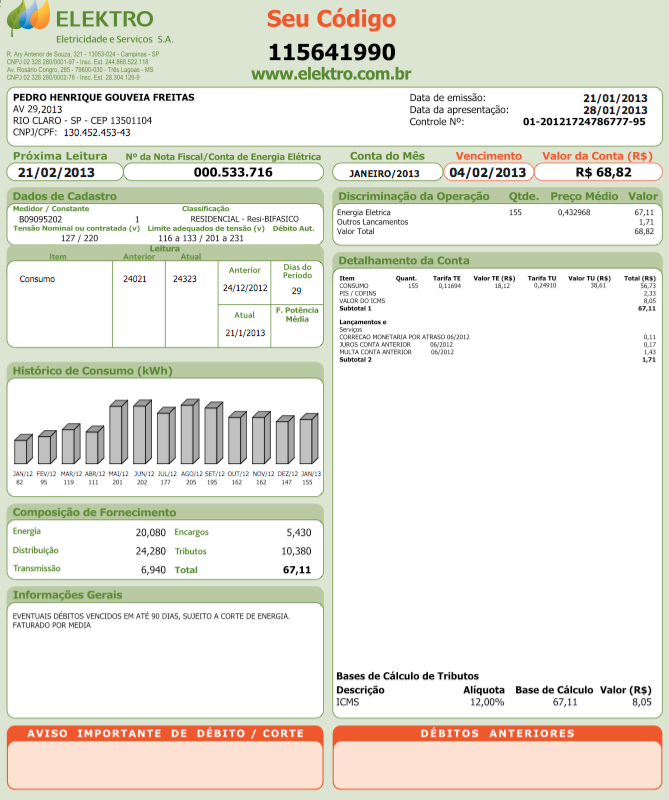 ELEKTRO
Eletricidade e Serviços S.A.
R. Ary Antenor de Souza, 321 - 13053-024 - Campinas - SP
CNPJ 02 328 280/0001-97 - Insc. Est. 244.868.522.118
Av. Rosário Congro, 285 - 79600-030 - Três Lagoas - MS
CNPJ 02 328 280/0002-78 - Insc. Est. 28.304.128-9
Seu Código
115641990
www.elektro.com.br
PEDRO HENRIQUE GOUVEIA FREITAS
AV 29,2013
RIO CLARO - SP - CEP 13501104
CNPJ/CPF: 130.452.453-43
Data de emissão: 21/01/2013
Data da apresentação: 28/01/2013
Controle Nº: 01-20121724786777-95
Próxima Leitura Nº da Nota Fiscal/Conta de Energia Elétrica Conta do Mês Vencimento Valor da Conta (R$)
21/02/2013 000.533.716 JANEIRO/2013 04/02/2013 R$ 68,82
Dados de Cadastro
Medidor / Constante Classificação
B09095202 1 RESIDENCIAL - Resi-BIFASICO
Tensão Nominal ou contratada (v) Limite adequados de tensão (v) Débito Aut.
127 / 220 116 a 133 / 201 a 231
Leitura
Item Anterior Atual
Consumo 24021 24323
Anterior Dias do Período
24/12/2012 29
Atual F. Potência Média
21/1/2013
Histórico de Consumo (kWh)
JAN/12 FEV/12 MAR/12 ABR/12 MAI/12 JUN/12 JUL/12 AGO/12 SET/12 OUT/12 NOV/12 DEZ/12 JAN/13
82 95 119 111 201 202 177 205 195 162 162 147 155
Composição de Fornecimento
Energia 20,080 Encargos 5,430
Distribuição 24,280 Tributos 10,380
Transmissão 6,940 Total 67,11
Informações Gerais
EVENTUAIS DÉBITOS VENCIDOS EM ATÉ 90 DIAS, SUJEITO A CORTE DE ENERGIA.
FATURADO POR MEDIA
Discriminação da Operação Qtde. Preço Médio Valor
Energia Eletrica 155 0,432968 67,11
Outros Lancamentos 1,71
Valor Total 68,82
Detalhamento da Conta
Item Quant. Tarifa TE Valor TE (R$) Tarifa TU Valor TU (R$) Total (R$)
CONSUMO 155 0,11694 18,12 0,24910 38,61 56,73
PIS / COFINS 2,33
VALOR DO ICMS 8,05
Subtotal 1 67,11
Lançamentos e
Serviços
CORRECAO MONETARIA POR ATRASO 06/2012 0,11
JUROS CONTA ANTERIOR 06/2012 0,17
MULTA CONTA ANTERIOR 06/2012 1,43
Subtotal 2 1,71
Bases de Cálculo de Tributos
Descrição Alíquota Base de Cálculo Valor (R$)
ICMS 12,00% 67,11 8,05
AVISO IMPORTANTE DE DÉBITO / CORTE
DÉBITOS ANTERIORES